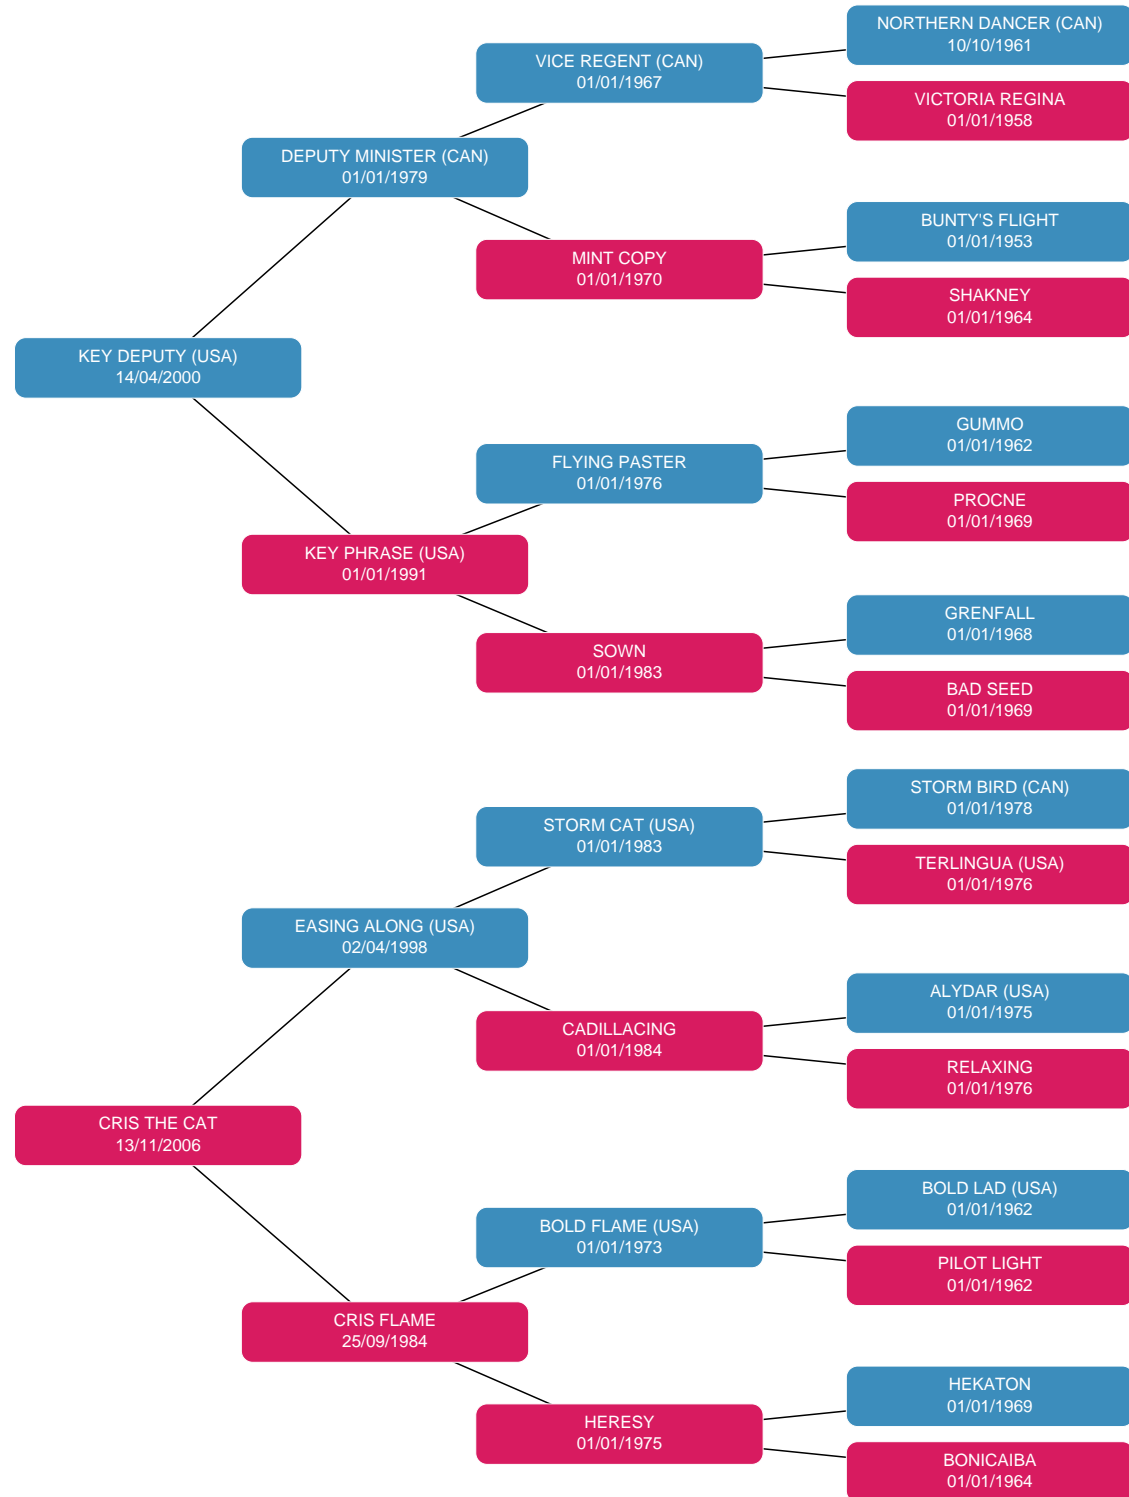 NORTHERN DANCER (CAN)
10/10/1961
VICE REGENT (CAN)
01/01/1967
VICTORIA REGINA
01/01/1958
DEPUTY MINISTER (CAN)
01/01/1979
BUNTY'S FLIGHT
01/01/1953
MINT COPY
01/01/1970
SHAKNEY
01/01/1964
KEY DEPUTY (USA)
14/04/2000
GUMMO
01/01/1962
FLYING PASTER
01/01/1976
PROCNE
01/01/1969
KEY PHRASE (USA)
01/01/1991
GRENFALL
01/01/1968
SOWN
01/01/1983
BAD SEED
01/01/1969
STORM BIRD (CAN)
01/01/1978
STORM CAT (USA)
01/01/1983
TERLINGUA (USA)
01/01/1976
EASING ALONG (USA)
02/04/1998
ALYDAR (USA)
01/01/1975
CADILLACING
01/01/1984
RELAXING
01/01/1976
CRIS THE CAT
13/11/2006
BOLD LAD (USA)
01/01/1962
BOLD FLAME (USA)
01/01/1973
PILOT LIGHT
01/01/1962
CRIS FLAME
25/09/1984
HEKATON
01/01/1969
HERESY
01/01/1975
BONICAIBA
01/01/1964